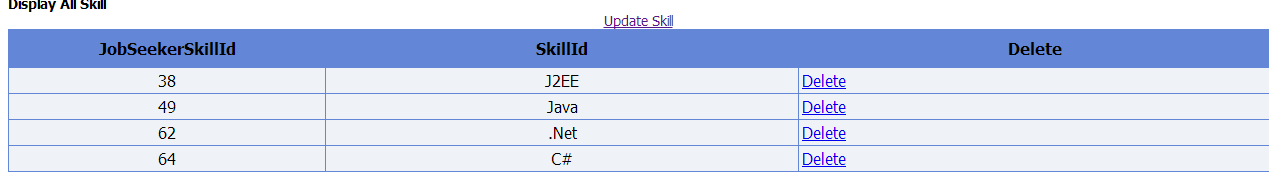 Display All Skill
Update Skill
JobSeekerSkillId SkillId Delete
38 J2EE Delete
49 Java Delete
62 .Net Delete
64 C# Delete